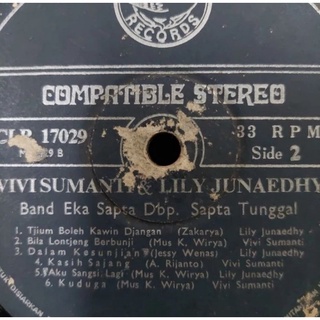 RECORDS
COMPATIBLE STEREO
CLP 17029 33 RPM
29 B Side 2
VIVI SUMANTI & LILY JUNAEDHY
Band Eka Sapta Dbp. Sapta Tunggal
1. Tjium Boleh Kawin Djangan (Zakarya) Lily Junaedhy
2. Bila Lontjeng Berbunji (Mus K. Wirya) Vivi Sumanti
3. Dalam Kesunjian (Jessy Wenas) Lily Junaedhy
4. Kasih Sajang (A. Rijanto) Vivi Sumanti
5. Aku Sangsi Lagi (Mus K. Wirya) Lily Junaedhy
6. Kuduga (Mus K. Wirya) Vivi Sumanti